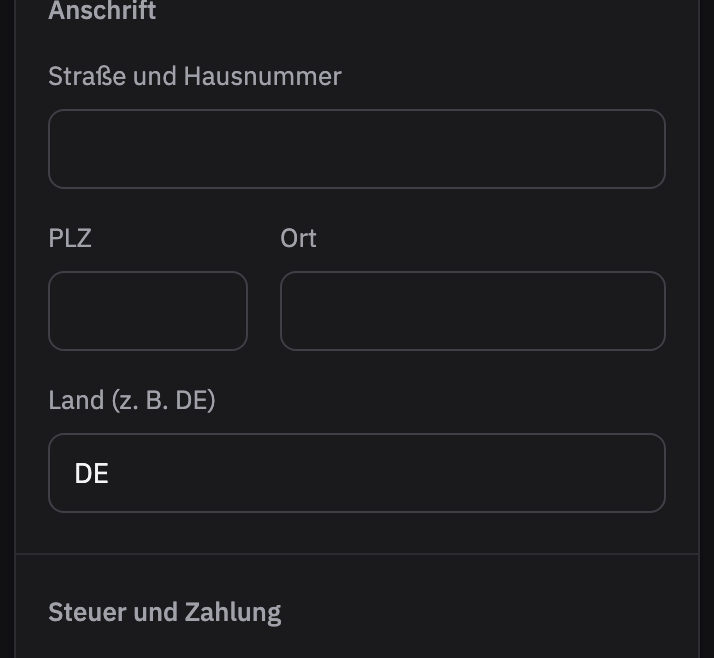 Anschrift
Straße und Hausnummer
PLZ Ort
Land (z. B. DE)
DE
Steuer und Zahlung